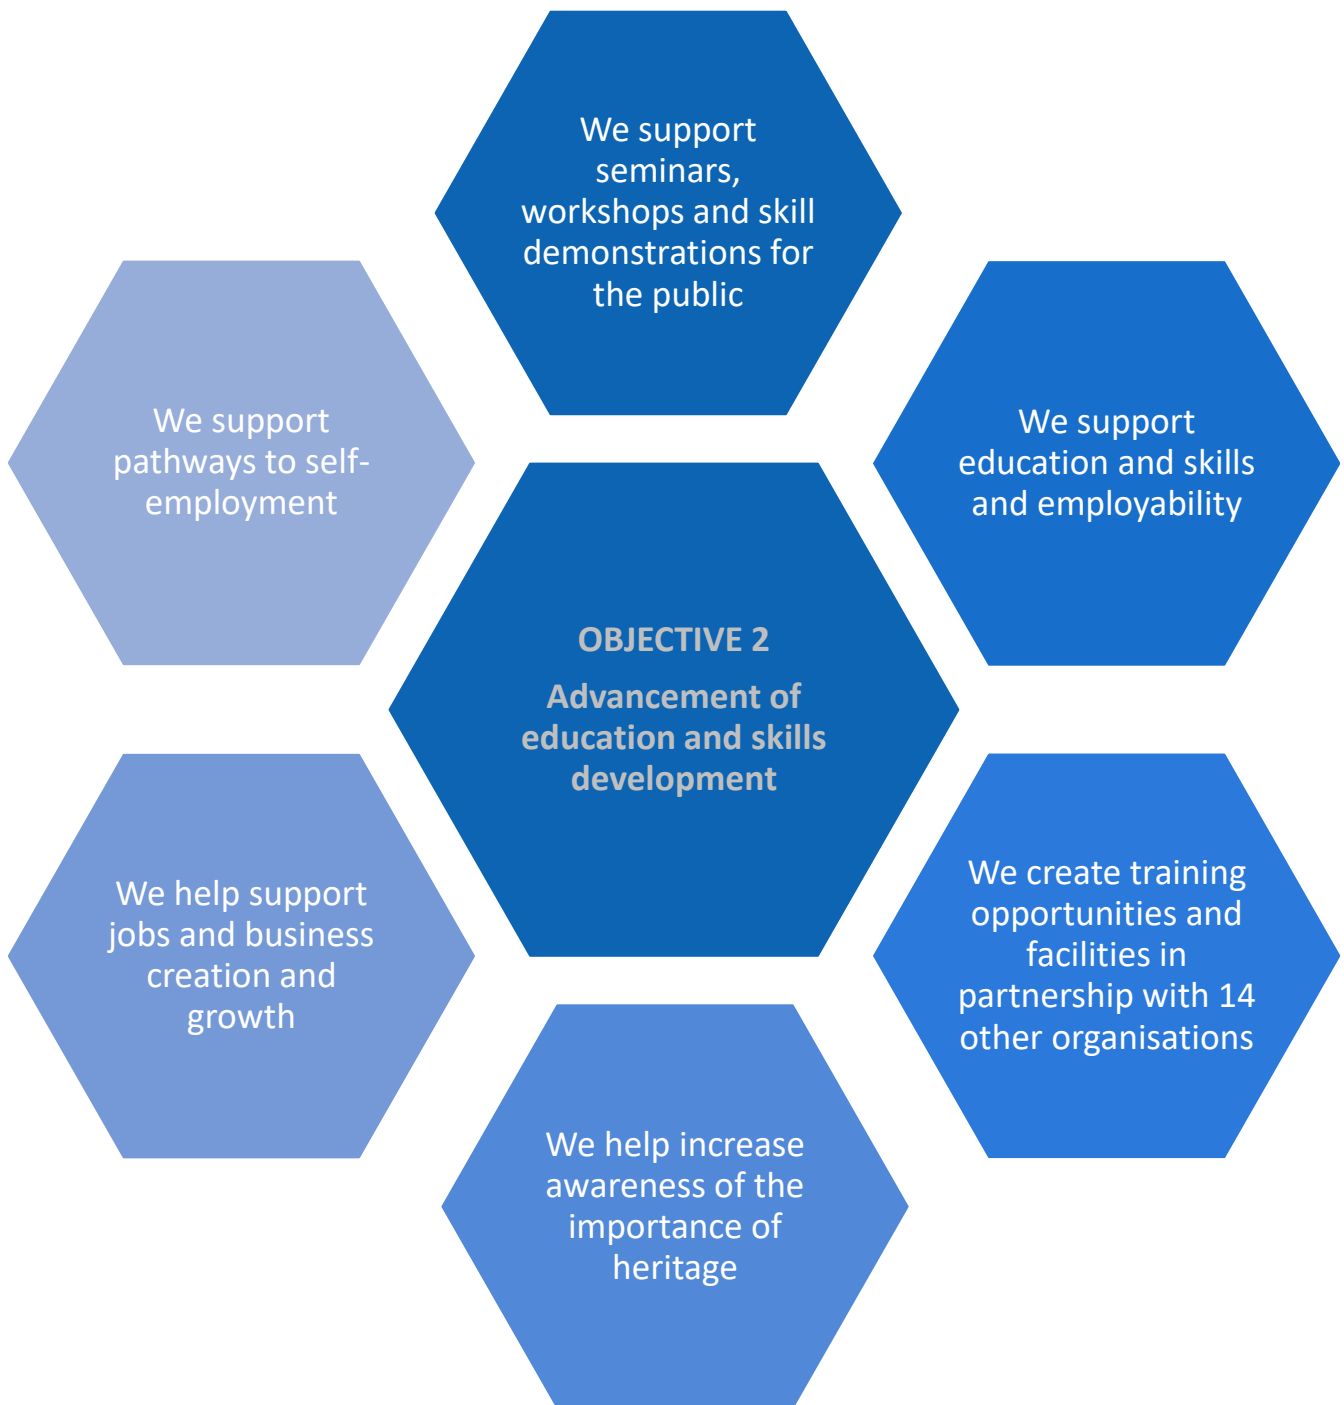 We support
seminars,
workshops and skill
demonstrations for
the public
We support
education and skills
and employability
We create training
opportunities and
facilities in
partnership with 14
other organisations
We help increase
awareness of the
importance of
heritage
We help support
jobs and business
creation and
growth
We support
pathways to self-
employment
OBJECTIVE 2
Advancement of
education and skills
development